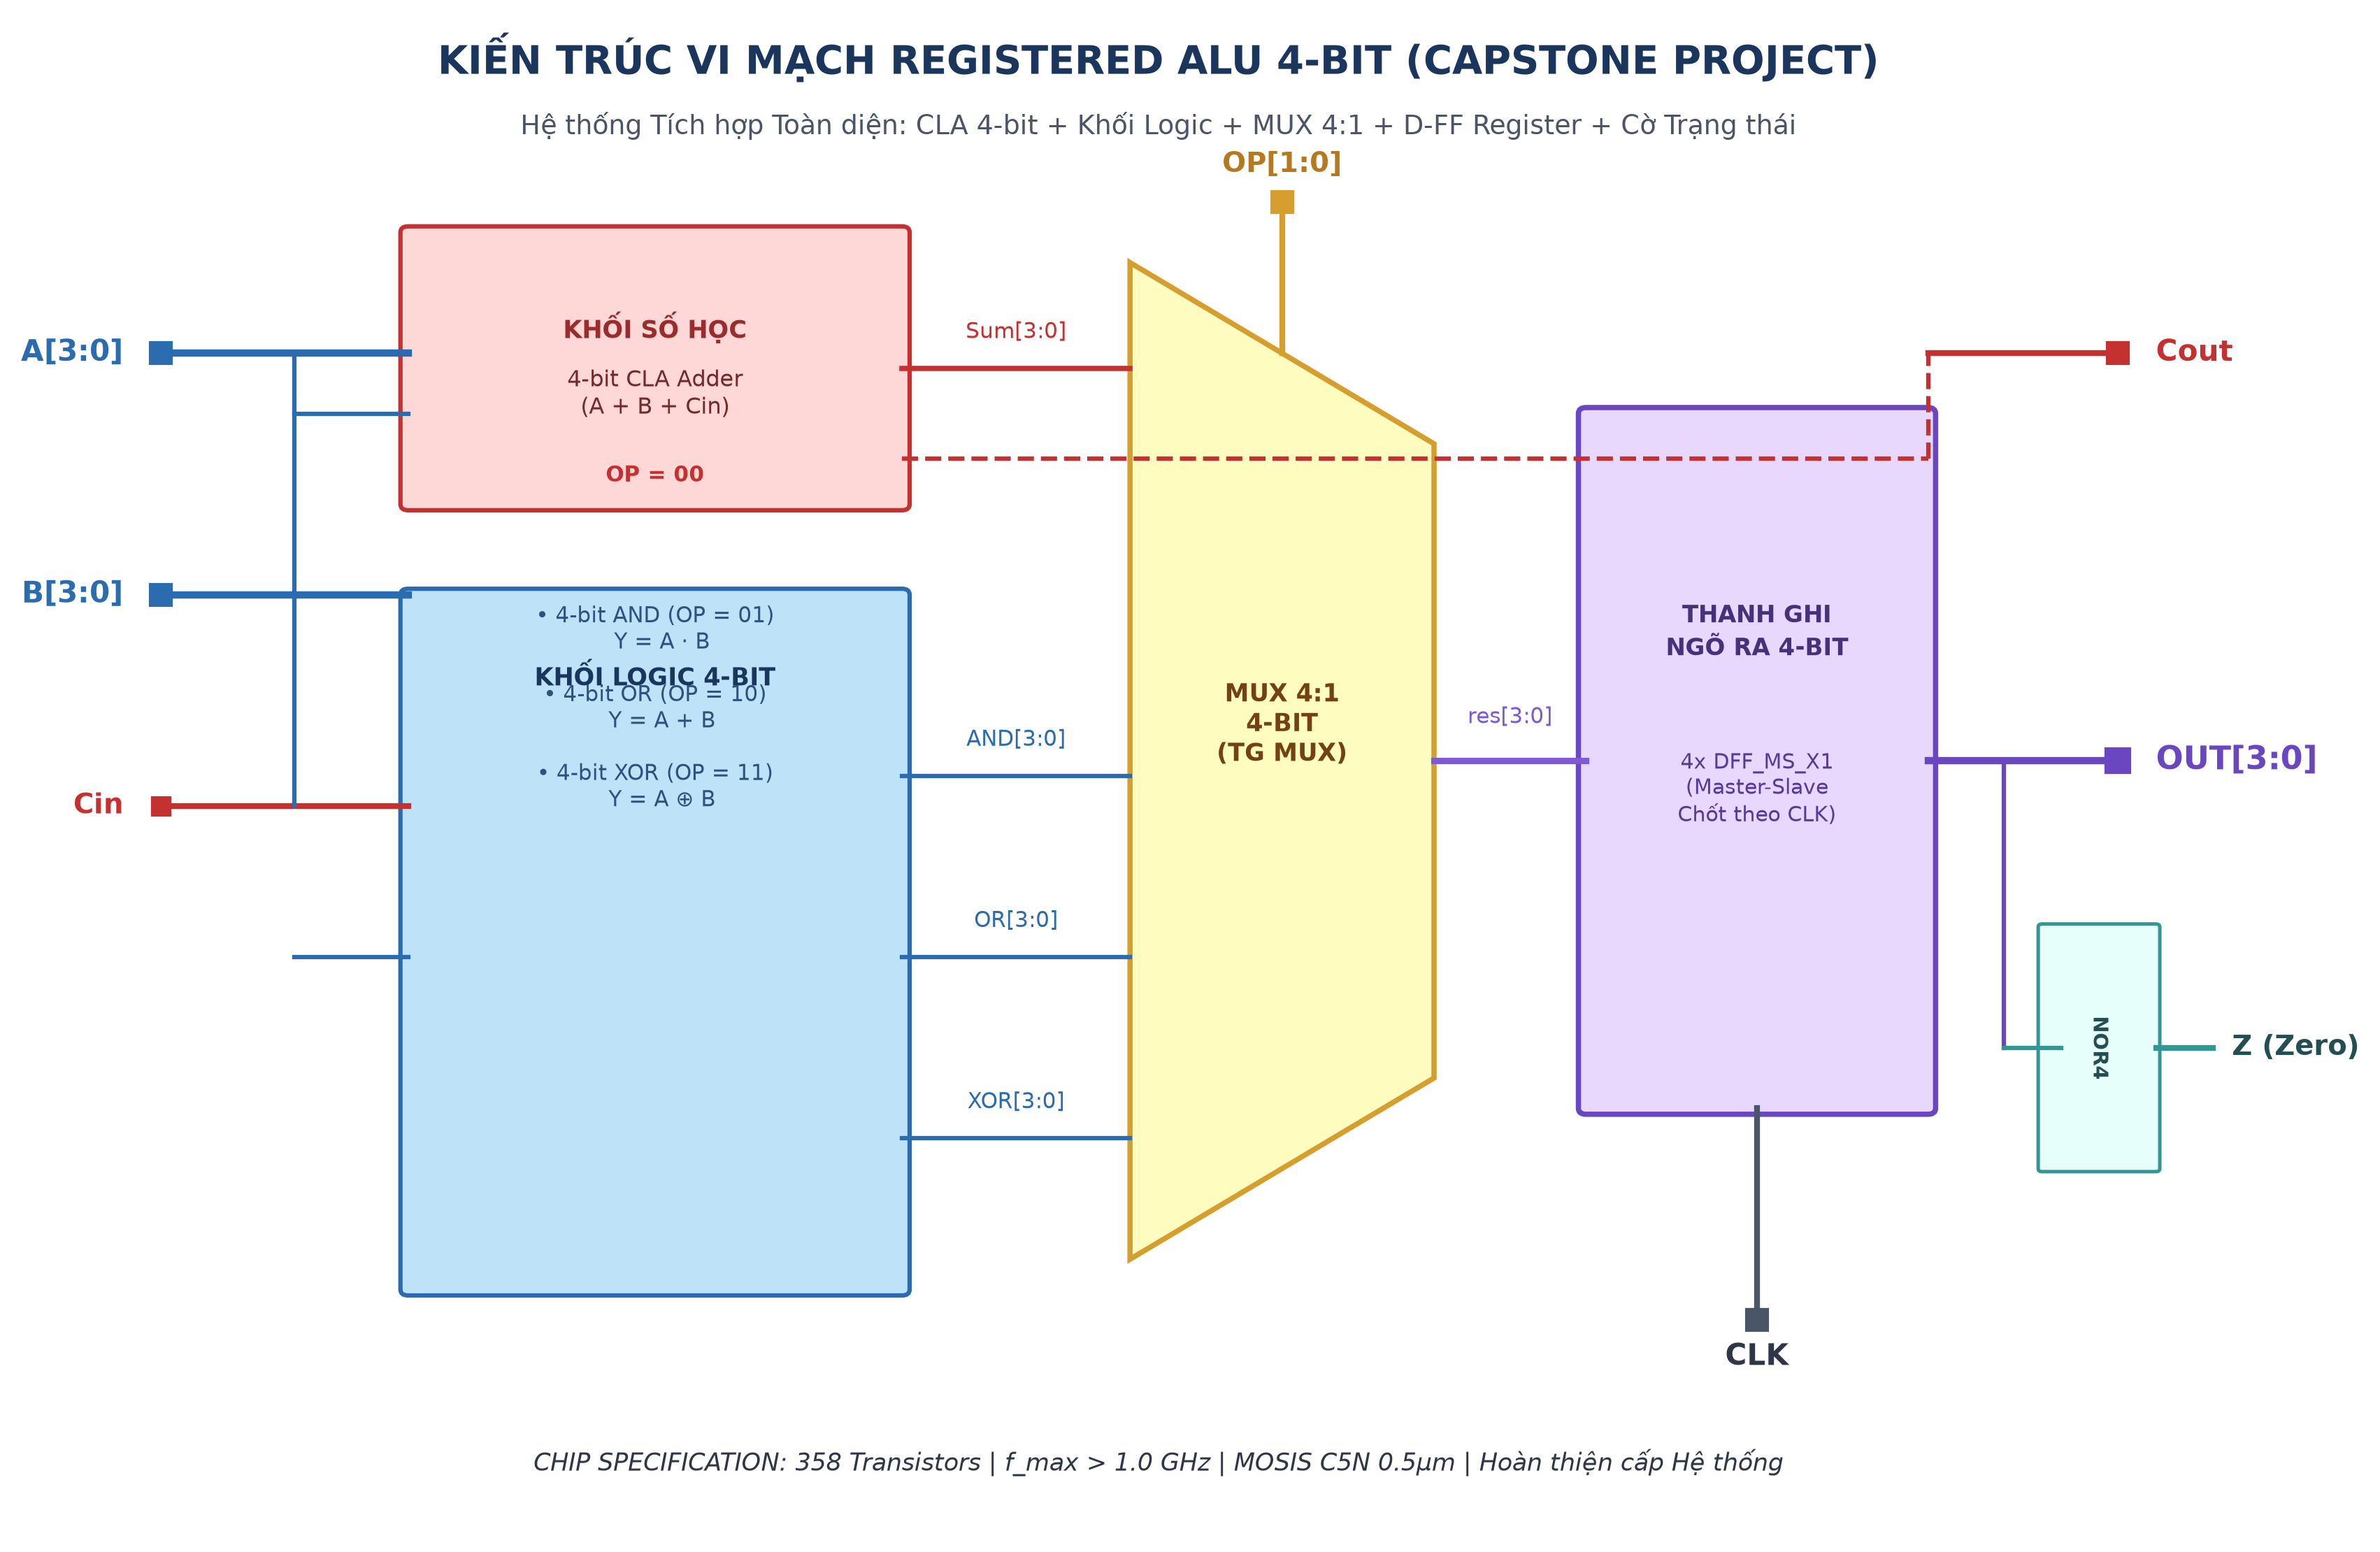 KIẾN TRÚC VI MẠCH REGISTERED ALU 4-BIT (CAPSTONE PROJECT)
Hệ thống Tích hợp Toàn diện: CLA 4-bit + Khối Logic + MUX 4:1 + D-FF Register + Cờ Trạng thái
OP[1:0]
A[3:0]
B[3:0]
Cin
KHỐI SỐ HỌC
4-bit CLA Adder
(A + B + Cin)
OP = 00
• 4-bit AND (OP = 01)
Y = A · B
KHỐI LOGIC 4-BIT
• 4-bit OR (OP = 10)
Y = A + B
• 4-bit XOR (OP = 11)
Y = A ⊕ B
Sum[3:0]
AND[3:0]
OR[3:0]
XOR[3:0]
MUX 4:1
4-BIT
(TG MUX)
res[3:0]
THANH GHI
NGÕ RA 4-BIT
4x DFF_MS_X1
(Master-Slave
Chốt theo CLK)
Cout
OUT[3:0]
NOR4
Z (Zero)
CLK
CHIP SPECIFICATION: 358 Transistors | f_max > 1.0 GHz | MOSIS C5N 0.5μm | Hoàn thiện cấp Hệ thống